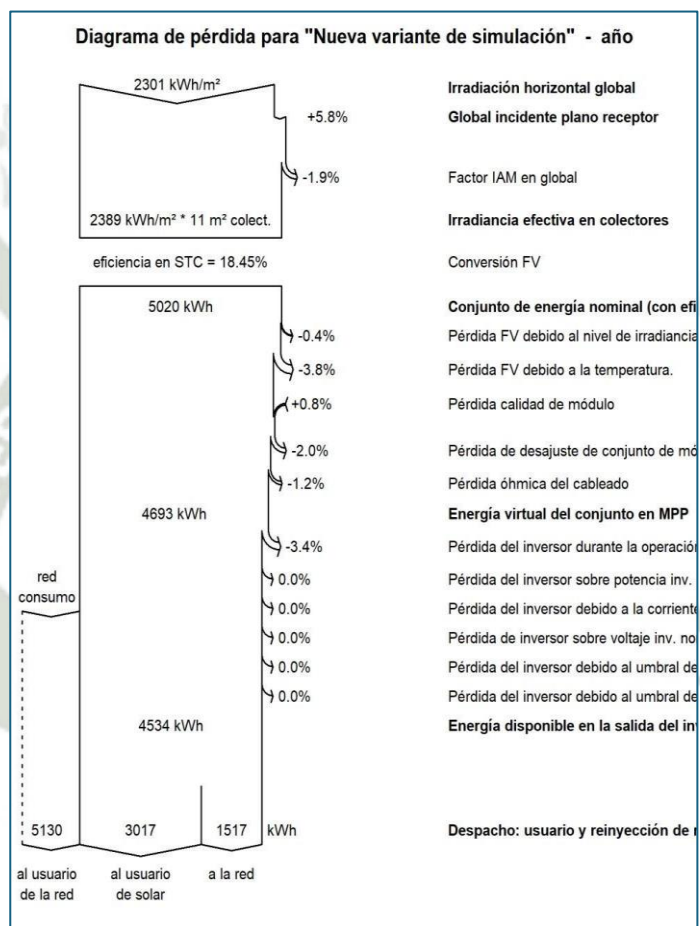 Diagrama de pérdida para "Nueva variante de simulación" - año
2301 kWh/m² Irradiación horizontal global
+5.8% Global incidente plano receptor
-1.9% Factor IAM en global
2389 kWh/m² * 11 m² colect. Irradiancia efectiva en colectores
eficiencia en STC = 18.45% Conversión FV
5020 kWh Conjunto de energía nominal (con efi
-0.4% Pérdida FV debido al nivel de irradiancia
-3.8% Pérdida FV debido a la temperatura.
+0.8% Pérdida calidad de módulo
-2.0% Pérdida de desajuste de conjunto de mó
-1.2% Pérdida óhmica del cableado
4693 kWh Energía virtual del conjunto en MPP
-3.4% Pérdida del inversor durante la operación
red
consumo
0.0% Pérdida del inversor sobre potencia inv.
0.0% Pérdida del inversor debido a la corriente
0.0% Pérdida de inversor sobre voltaje inv. no
0.0% Pérdida del inversor debido al umbral de
0.0% Pérdida del inversor debido al umbral de
4534 kWh Energía disponible en la salida del inv
5130 3017 1517 kWh Despacho: usuario y reinyección de r
al usuario
de la red
al usuario
de solar
a la red